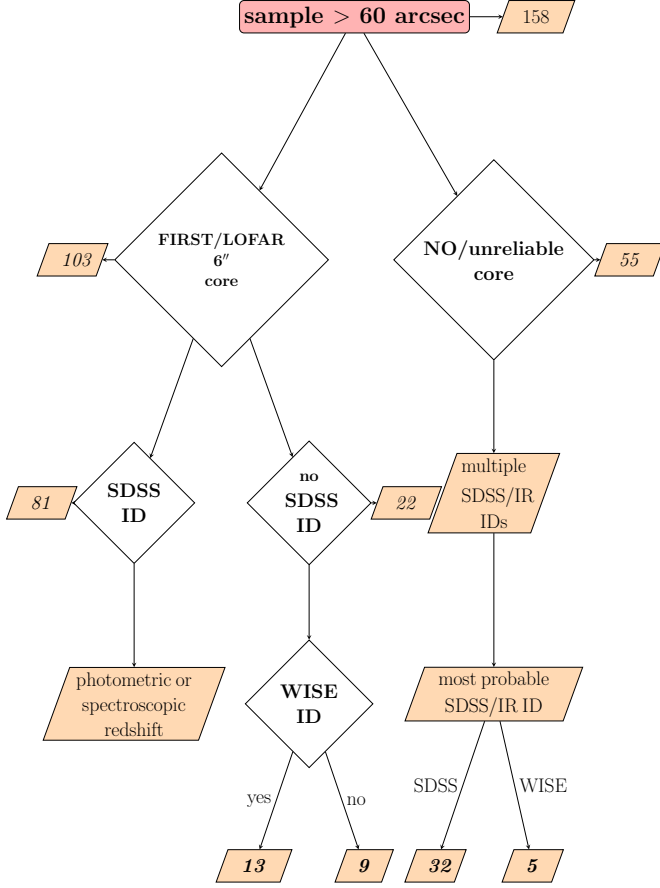 sample > 60 arcsec
158
FIRST/LOFAR
6″
core
103
NO/unreliable
core
55
SDSS
ID
81
no
SDSS
ID
22
multiple
SDSS/IR
IDs
photometric or
spectroscopic
redshift
WISE
ID
most probable
SDSS/IR ID
yes
no
SDSS
WISE
13
9
32
5